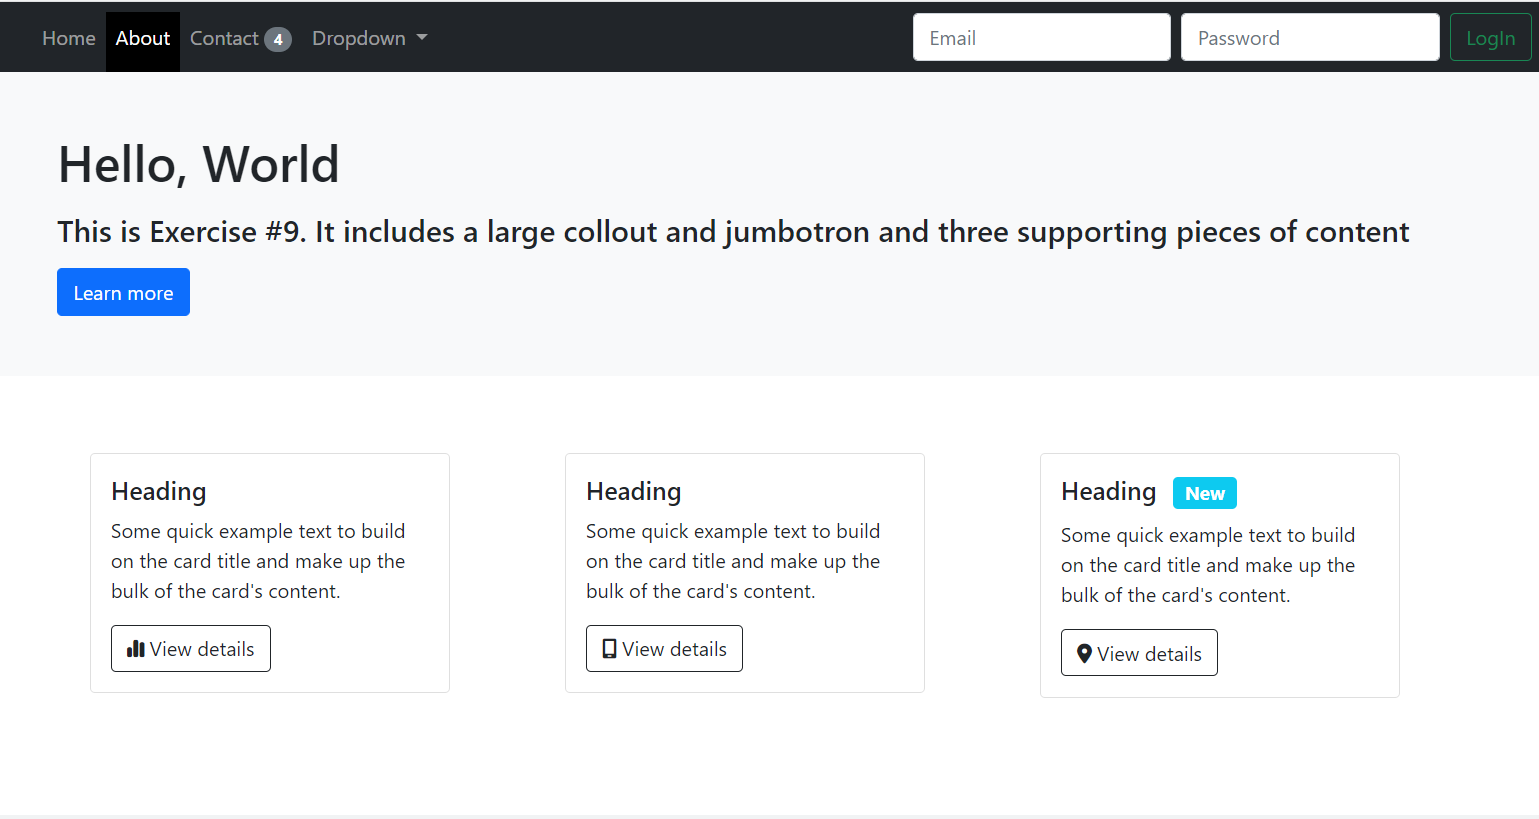 Home About Contact 4 Dropdown Email Password LogIn
Hello, World
This is Exercise #9. It includes a large collout and jumbotron and three supporting pieces of content
Learn more
Heading
Some quick example text to build
on the card title and make up the
bulk of the card's content.
View details
Heading
Some quick example text to build
on the card title and make up the
bulk of the card's content.
View details
Heading New
Some quick example text to build
on the card title and make up the
bulk of the card's content.
View details